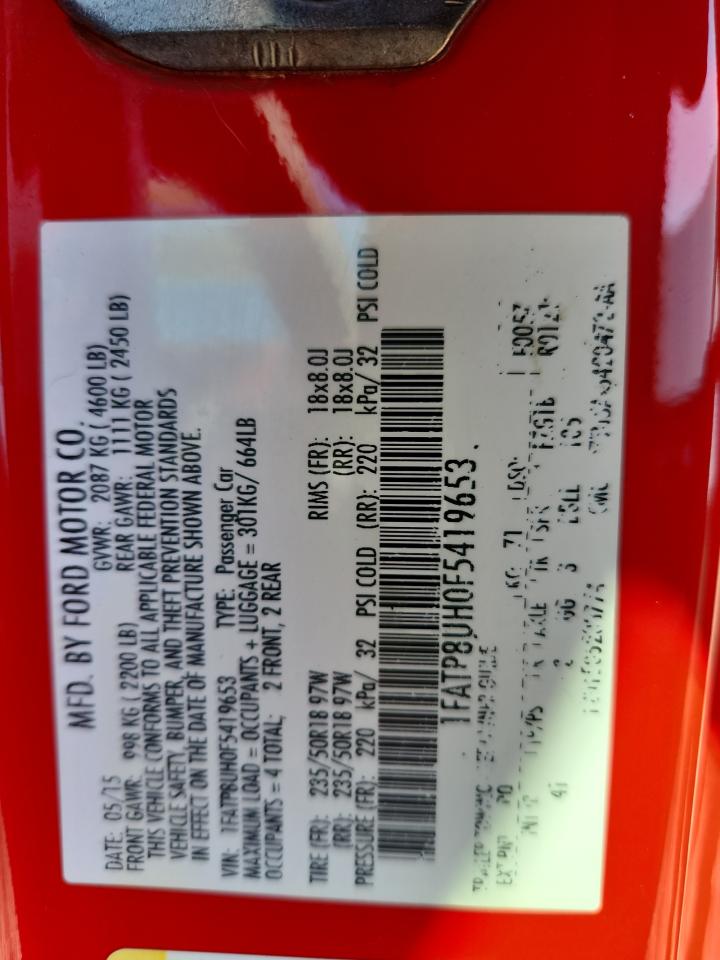 MFD. BY FORD MOTOR CO.
DATE: 05/15 GVWR: 2087 KG ( 4600 LB)
FRONT GAWR: 998 KG ( 2200 LB) REAR GAWR: 1111 KG ( 2450 LB)
THIS VEHICLE CONFORMS TO ALL APPLICABLE FEDERAL MOTOR
VEHICLE SAFETY, BUMPER, AND THEFT PREVENTION STANDARDS
IN EFFECT ON THE DATE OF MANUFACTURE SHOWN ABOVE.
VIN: 1FATP8UH0F5419653 TYPE: Passenger Car
MAXIMUM LOAD = OCCUPANTS + LUGGAGE = 301KG/ 664LB
OCCUPANTS = 4 TOTAL; 2 FRONT, 2 REAR
TIRE (FR): 235/50R18 97W RIMS (FR): 18x8.0J
(RR): 235/50R18 97W (RR): 18x8.0J
PRESSURE (FR): 220 kPa/ 32 PSI COLD (RR): 220 kPa/ 32 PSI COLD
1FATP8UH0F5419653
EXT PNT